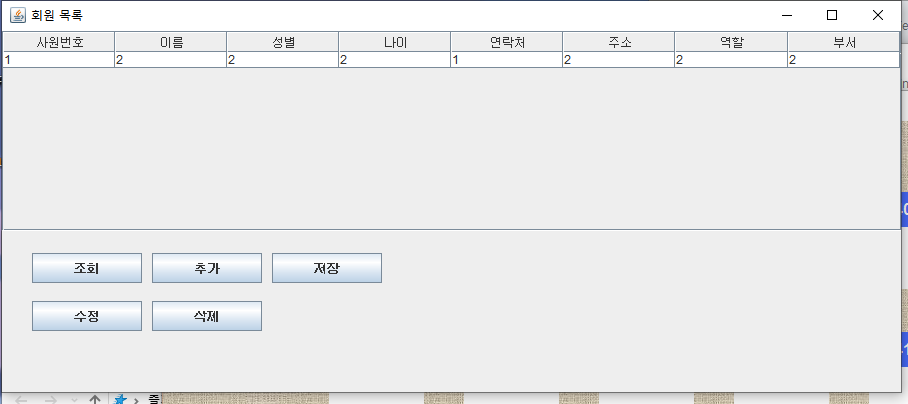 회원 목록
사원번호 이름 성별 나이 연락처 주소 역할 부서
1 2 2 2 1 2 2 2
조회 추가 저장
수정 삭제